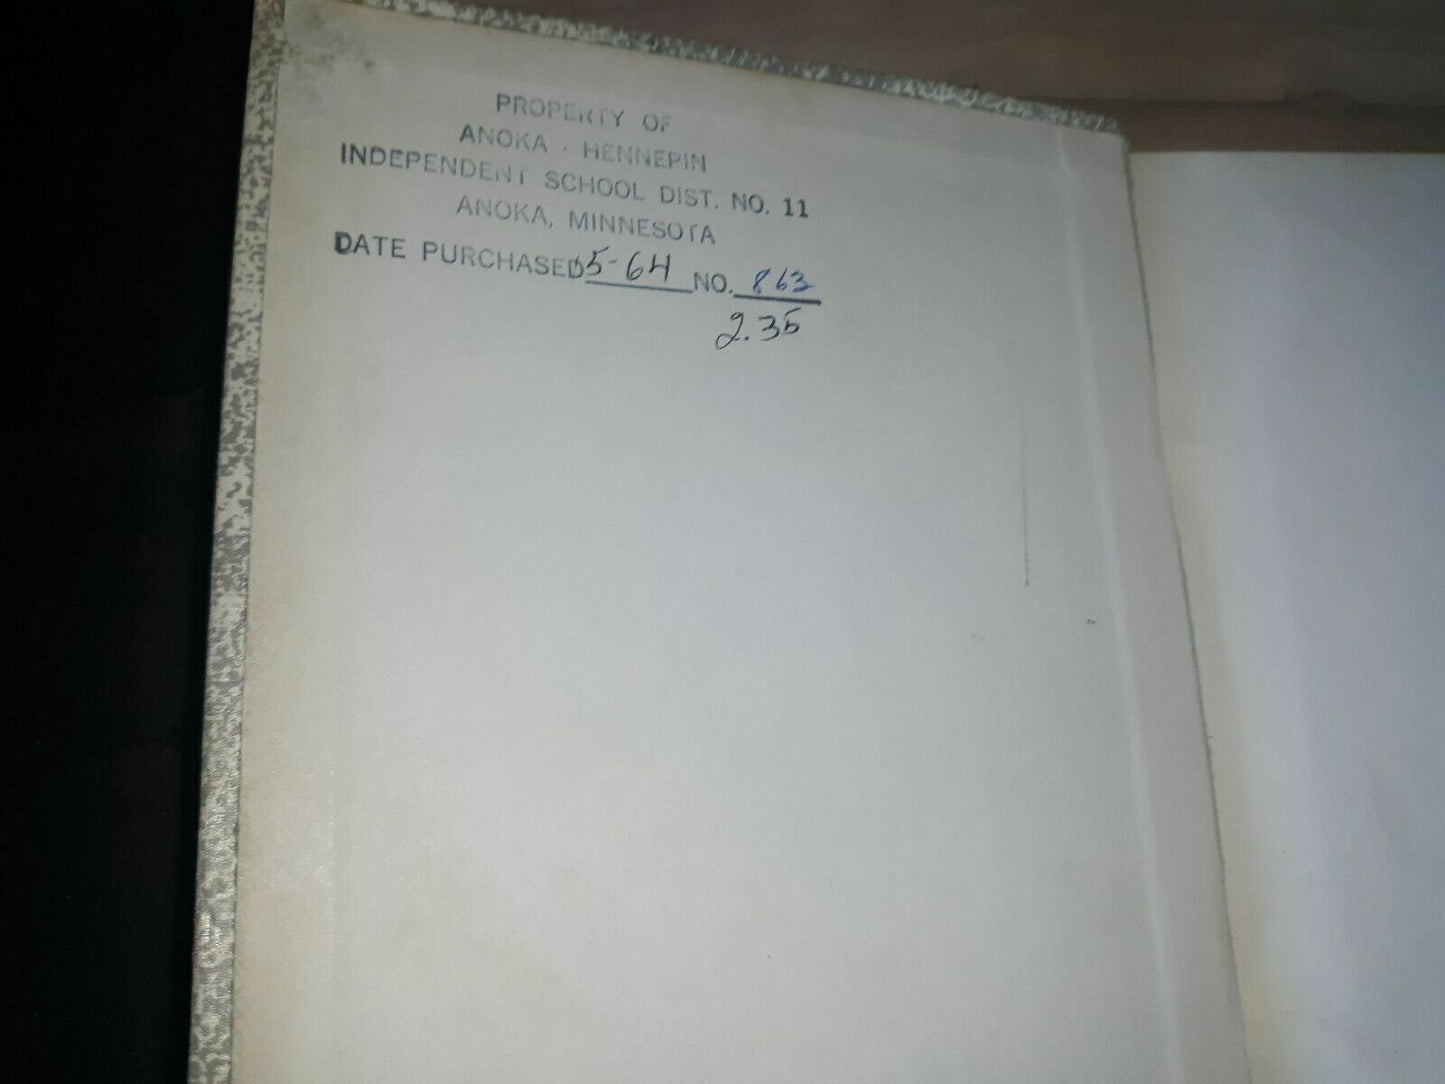 PROPERTY OF
ANOKA - HENNEPIN
INDEPENDENT SCHOOL DIST. NO. 11
ANOKA, MINNESOTA
DATE PURCHASED 5-64 NO. 863
2.35